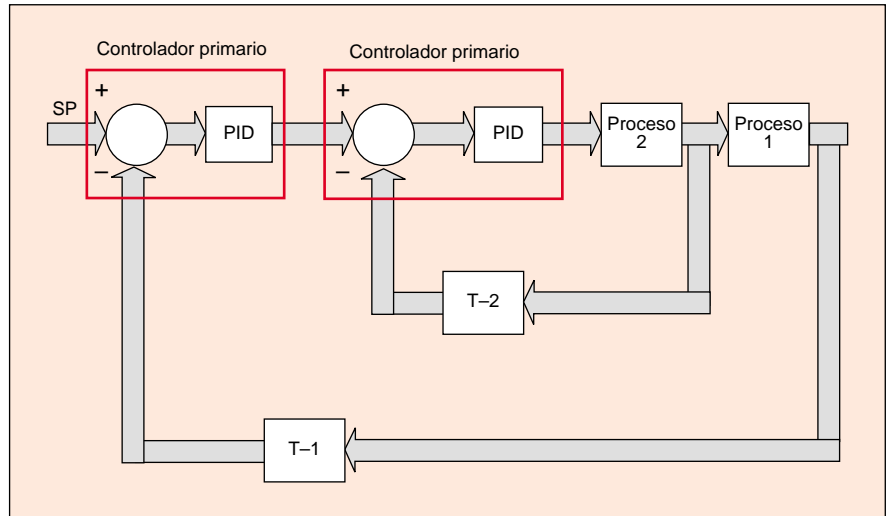 Controlador primario
Controlador primario
SP
+
–
PID
+
–
PID
Proceso
2
Proceso
1
T–2
T–1